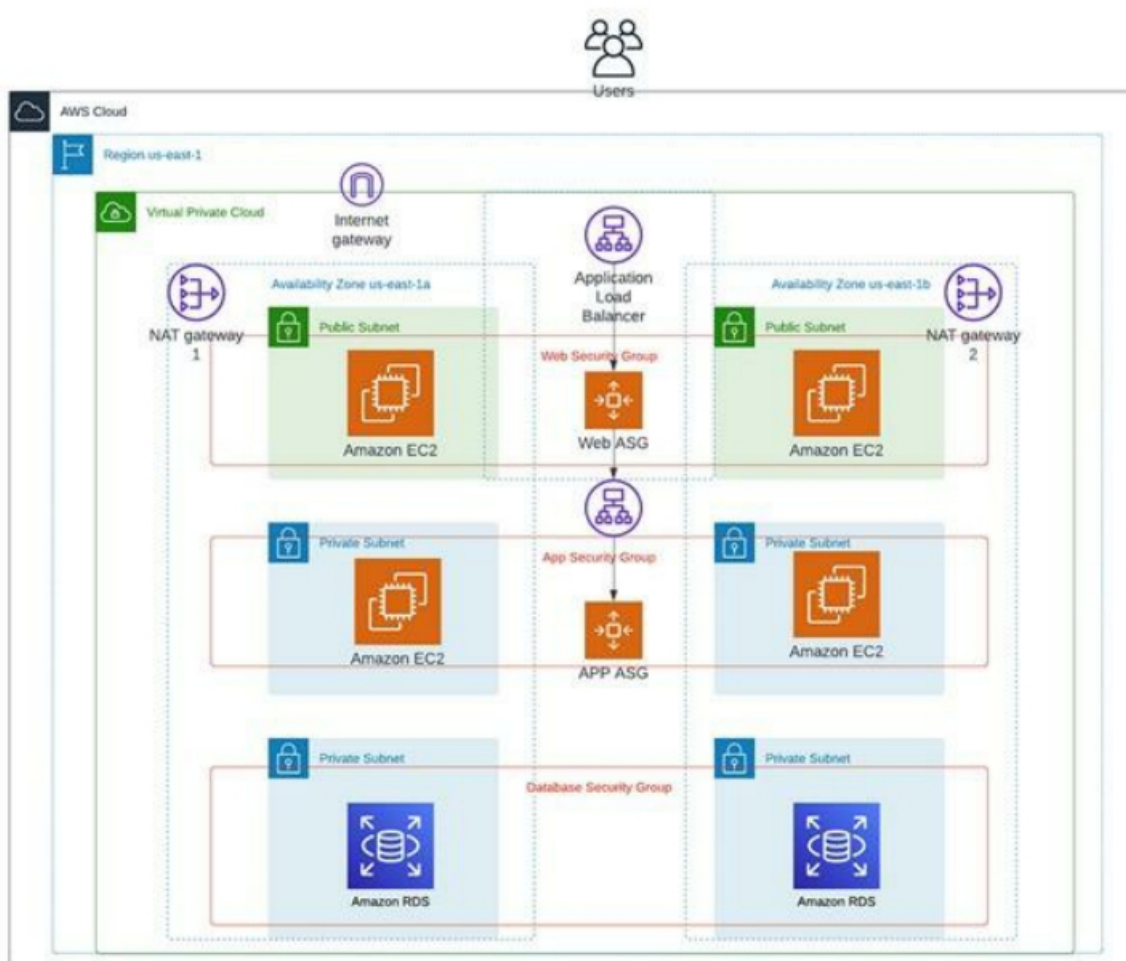 Users
AWS Cloud
Region us-east-1
Virtual Private Cloud
Internet
gateway
Application
Load
Balancer
Availability Zone us-east-1a
Availability Zone us-east-1b
NAT gateway
1
NAT gateway
2
Public Subnet
Public Subnet
Web Security Group
Amazon EC2
Web ASG
Amazon EC2
Private Subnet
Private Subnet
App Security Group
Amazon EC2
APP ASG
Amazon EC2
Private Subnet
Private Subnet
Database Security Group
Amazon RDS
Amazon RDS